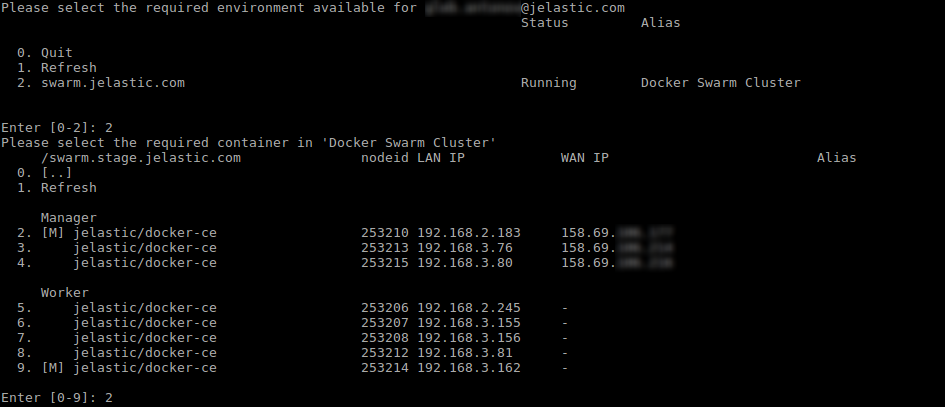 Please select the required environment available for @jelastic.com
Status Alias
0. Quit
1. Refresh
2. swarm.jelastic.com Running Docker Swarm Cluster
Enter [0-2]: 2
Please select the required container in 'Docker Swarm Cluster'
/swarm.stage.jelastic.com nodeid LAN IP WAN IP Alias
0. [..]
1. Refresh
Manager
2. [M] jelastic/docker-ce 253210 192.168.2.183 158.69.
3. jelastic/docker-ce 253213 192.168.3.76 158.69.
4. jelastic/docker-ce 253215 192.168.3.80 158.69.
Worker
5. jelastic/docker-ce 253206 192.168.2.245 -
6. jelastic/docker-ce 253207 192.168.3.155 -
7. jelastic/docker-ce 253208 192.168.3.156 -
8. jelastic/docker-ce 253212 192.168.3.81 -
9. [M] jelastic/docker-ce 253214 192.168.3.162 -
Enter [0-9]: 2